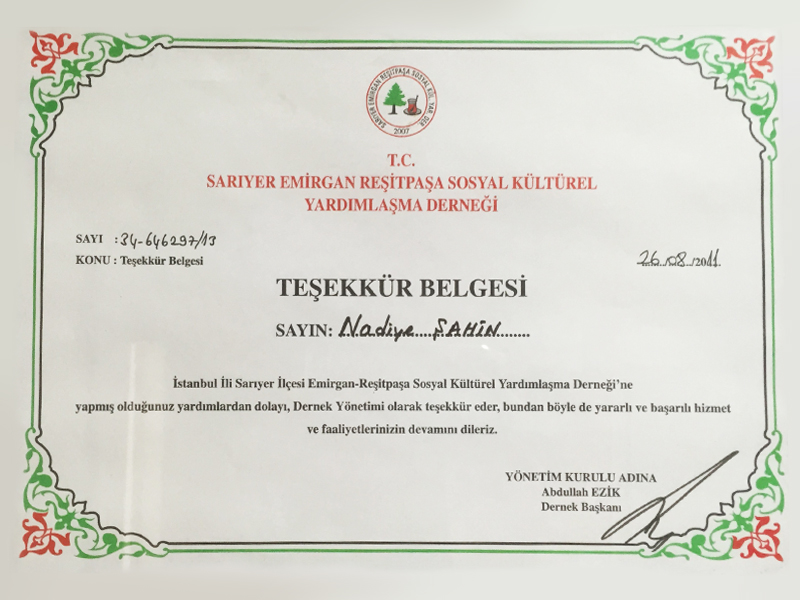 SARIYER EMİRGAN REŞİTPAŞA SOSYAL KÜL. YAR. DER.
2007
T.C.
SARIYER EMİRGAN REŞİTPAŞA SOSYAL KÜLTÜREL
YARDIMLAŞMA DERNEĞİ
SAYI : 34-646297/13
KONU : Teşekkür Belgesi
26.08.2011.
TEŞEKKÜR BELGESİ
SAYIN: Nadiye ŞAHİN
İstanbul İli Sarıyer İlçesi Emirgan-Reşitpaşa Sosyal Kültürel Yardımlaşma Derneği'ne
yapmış olduğunuz yardımlardan dolayı, Dernek Yönetimi olarak teşekkür eder, bundan böyle de yararlı ve başarılı hizmet
ve faaliyetlerinizin devamını dileriz.
YÖNETİM KURULU ADINA
Abdullah EZİK
Dernek Başkanı